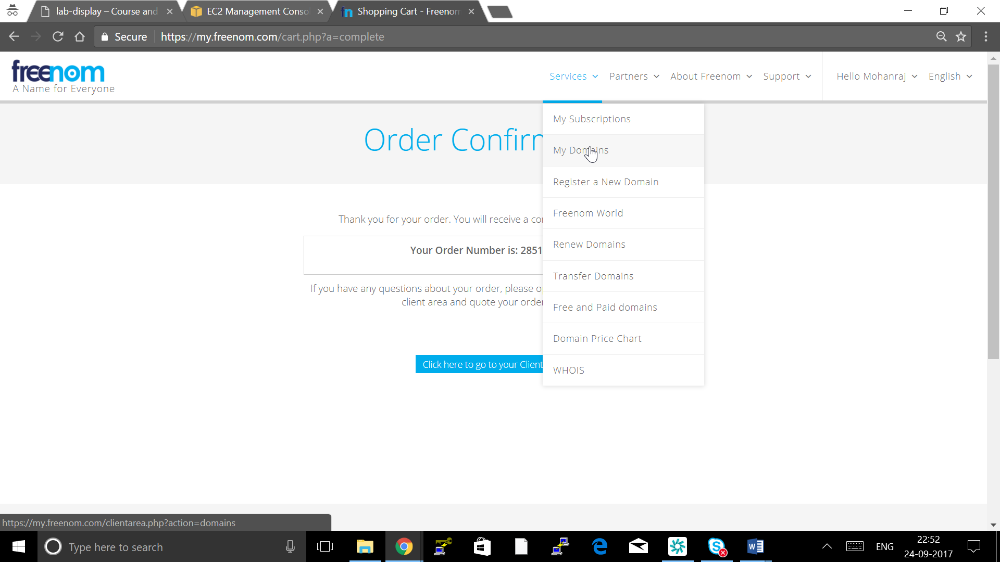 lab-display – Course and
EC2 Management Conso
fn Shopping Cart - Freenom
Secure https://my.freenom.com/cart.php?a=complete
freenom
A Name for Everyone
Services Partners About Freenom Support Hello Mohanraj English
My Subscriptions
My Domains
Register a New Domain
Freenom World
Renew Domains
Transfer Domains
Free and Paid domains
Domain Price Chart
WHOIS
Order Confirm
Thank you for your order. You will receive a co
Your Order Number is: 2851
If you have any questions about your order, please o
client area and quote your order
Click here to go to your Client
https://my.freenom.com/clientarea.php?action=domains
Type here to search
ENG
22:52
24-09-2017